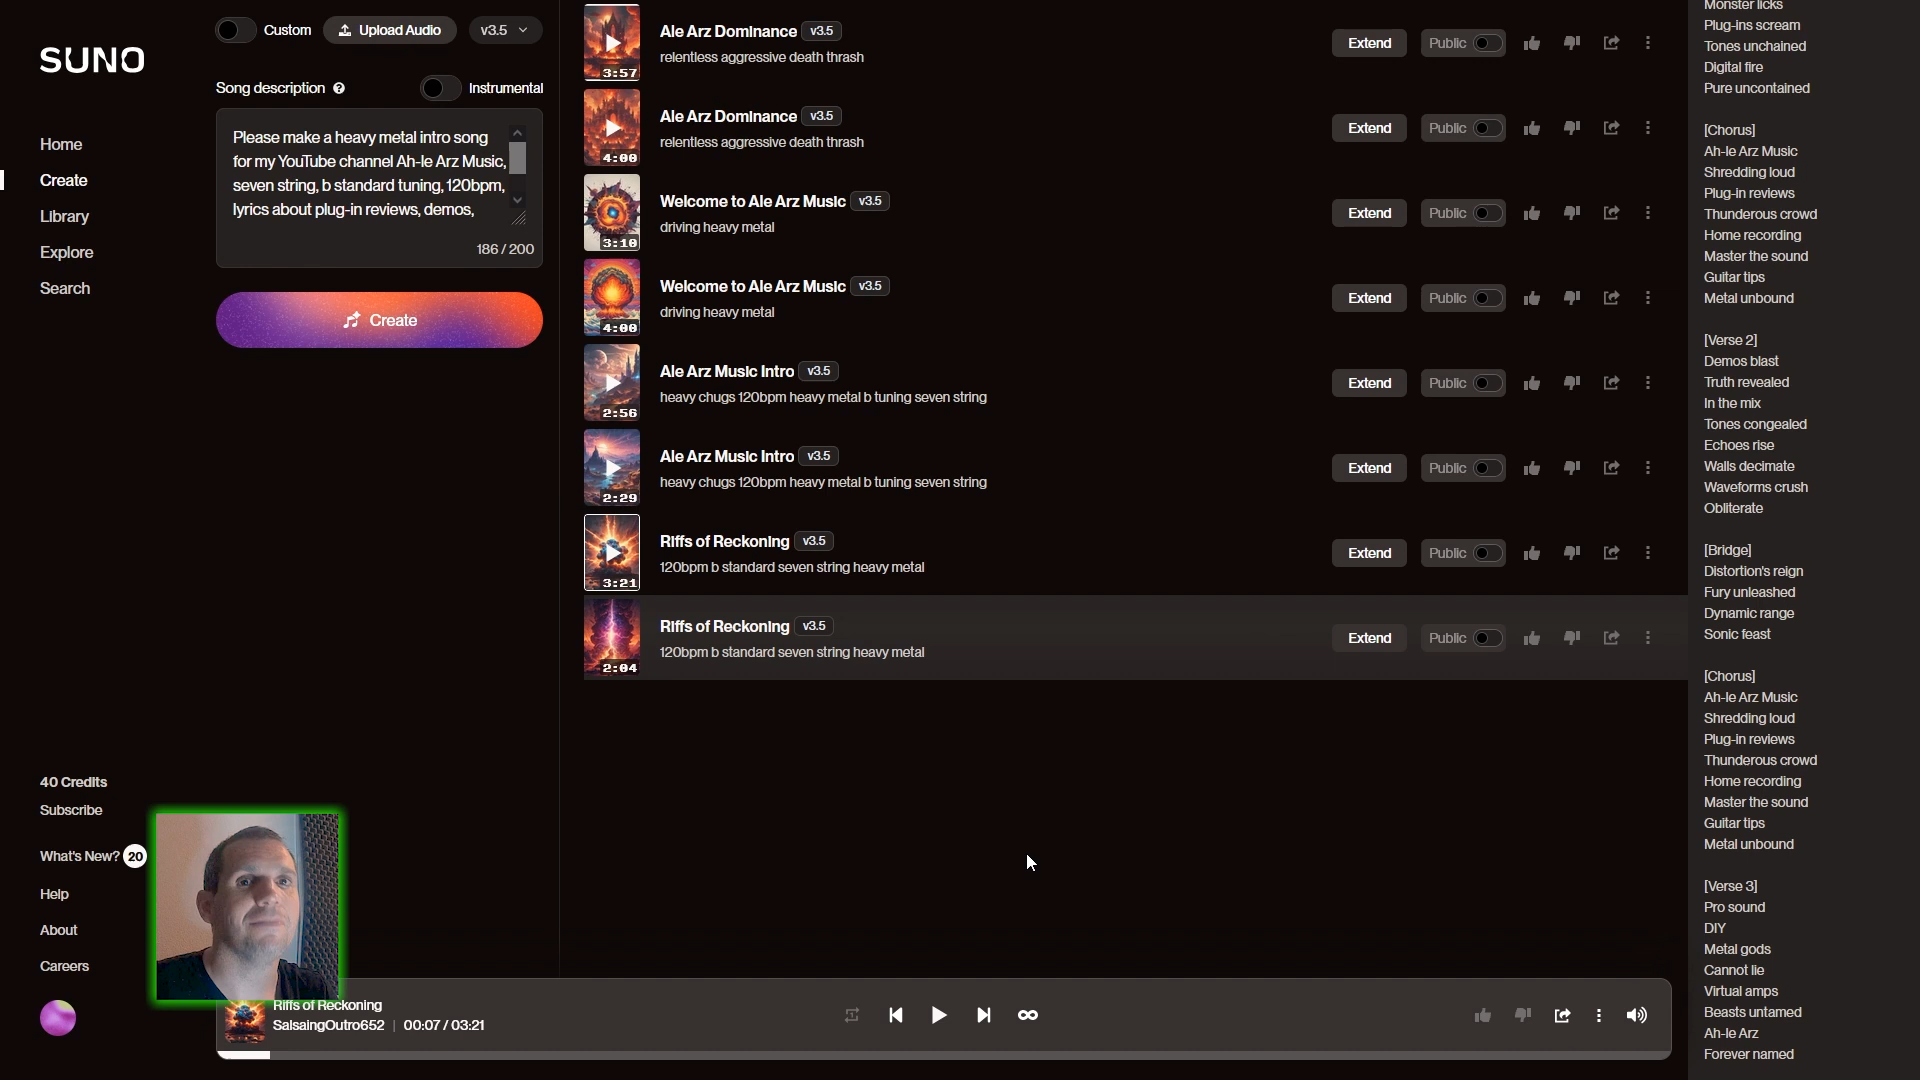 SUNO
Home
Create
Library
Explore
Search
40 Credits
Subscribe
What's New? 20
Help
About
Careers
Custom
Upload Audio
v3.5
Song description ?
Instrumental
Please make a heavy metal intro song
for my YouTube channel Ah-le Arz Music,
seven string, b standard tuning, 120bpm,
lyrics about plug-in reviews, demos,
186 / 200
Create
3:57
Ale Arz Dominance v3.5
relentless aggressive death thrash
Extend
Public
4:00
Ale Arz Dominance v3.5
relentless aggressive death thrash
Extend
Public
3:10
Welcome to Ale Arz Music v3.5
driving heavy metal
Extend
Public
4:00
Welcome to Ale Arz Music v3.5
driving heavy metal
Extend
Public
2:56
Ale Arz Music Intro v3.5
heavy chugs 120bpm heavy metal b tuning seven string
Extend
Public
2:29
Ale Arz Music Intro v3.5
heavy chugs 120bpm heavy metal b tuning seven string
Extend
Public
3:21
Riffs of Reckoning v3.5
120bpm b standard seven string heavy metal
Extend
Public
2:04
Riffs of Reckoning v3.5
120bpm b standard seven string heavy metal
Extend
Public
Monster licks
Plug-ins scream
Tones unchained
Digital fire
Pure uncontained
[Chorus]
Ah-le Arz Music
Shredding loud
Plug-in reviews
Thunderous crowd
Home recording
Master the sound
Guitar tips
Metal unbound
[Verse 2]
Demos blast
Truth revealed
In the mix
Tones congealed
Echoes rise
Walls decimate
Waveforms crush
Obliterate
[Bridge]
Distortion's reign
Fury unleashed
Dynamic range
Sonic feast
[Chorus]
Ah-le Arz Music
Shredding loud
Plug-in reviews
Thunderous crowd
Home recording
Master the sound
Guitar tips
Metal unbound
[Verse 3]
Pro sound
DIY
Metal gods
Cannot lie
Virtual amps
Beasts untamed
Ah-le Arz
Forever named
Riffs of Reckoning
SalsaingOutro652 | 00:07 / 03:21